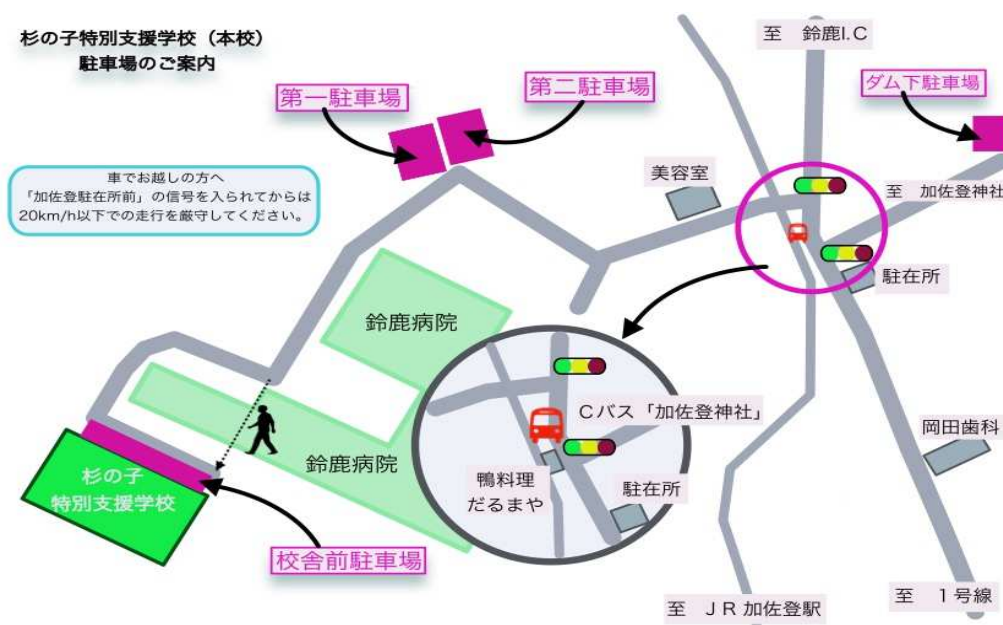 杉の子特別支援学校（本校）
駐車場のご案内
至　鈴鹿I.C
第一駐車場
第二駐車場
ダム下駐車場
車でお越しの方へ
「加佐登駐在所前」の信号を入られてからは
20km/h以下での走行を厳守してください。
美容室
至　加佐登神社
駐在所
鈴鹿病院
Cバス「加佐登神社」
岡田歯科
鈴鹿病院
鴨料理
だるまや
駐在所
杉の子
特別支援学校
校舎前駐車場
至　JR加佐登駅
至　1号線